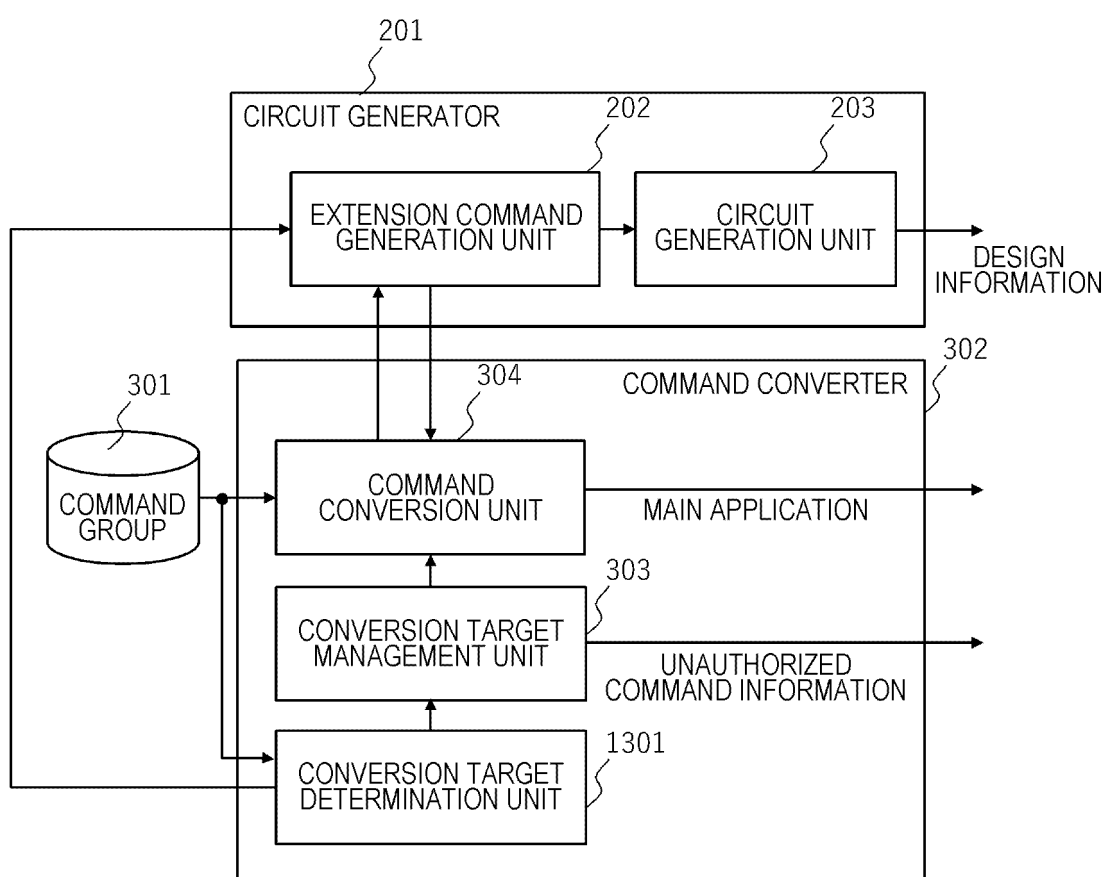 201
CIRCUIT GENERATOR
202
203
EXTENSION COMMAND
GENERATION UNIT
CIRCUIT
GENERATION UNIT
DESIGN
INFORMATION
302
COMMAND CONVERTER
304
301
COMMAND
GROUP
COMMAND
CONVERSION UNIT
MAIN APPLICATION
303
CONVERSION TARGET
MANAGEMENT UNIT
UNAUTHORIZED
COMMAND INFORMATION
1301
CONVERSION TARGET
DETERMINATION UNIT